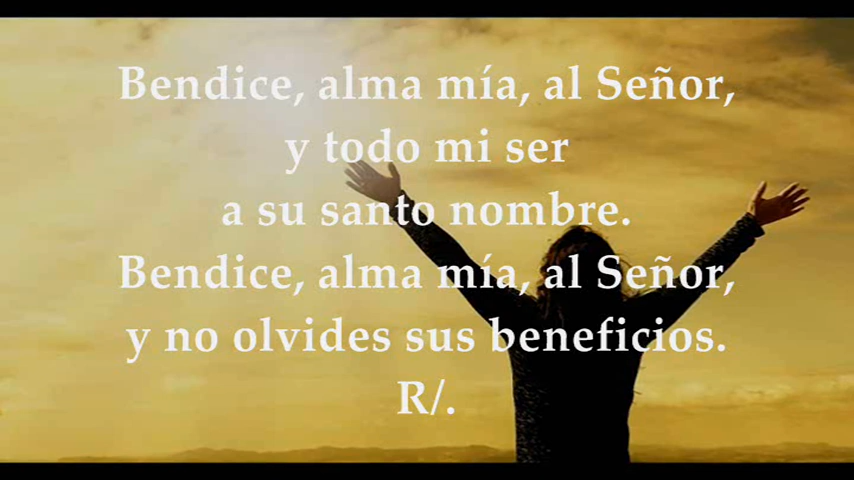 Bendice, alma mía, al Señor,
y todo mi ser
a su santo nombre.
Bendice, alma mía, al Señor,
y no olvides sus beneficios.
R/.